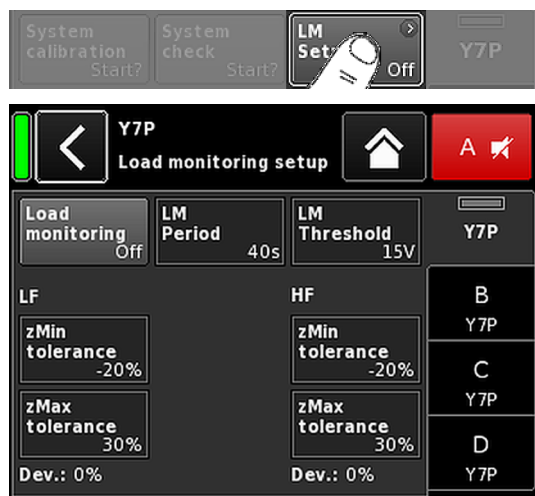 System calibration Start?
System check Start?
LM Set Off
Y7P
Y7P
Load monitoring setup
A
Load monitoring Off
LM Period 40s
LM Threshold 15V
Y7P
LF
HF
B
Y7P
zMin tolerance -20%
zMin tolerance -20%
C
Y7P
zMax tolerance 30%
zMax tolerance 30%
D
Y7P
Dev.: 0%
Dev.: 0%